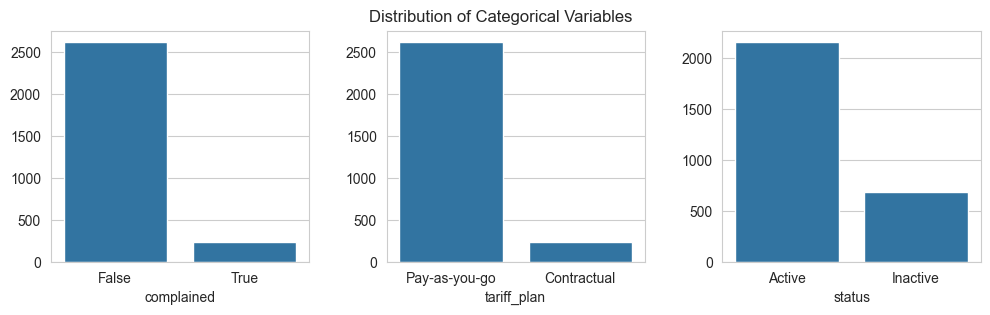 Distribution of Categorical Variables
2500
2000
1500
1000
500
0
False True
complained
2500
2000
1500
1000
500
0
Pay-as-you-go Contractual
tariff_plan
2000
1500
1000
500
0
Active Inactive
status